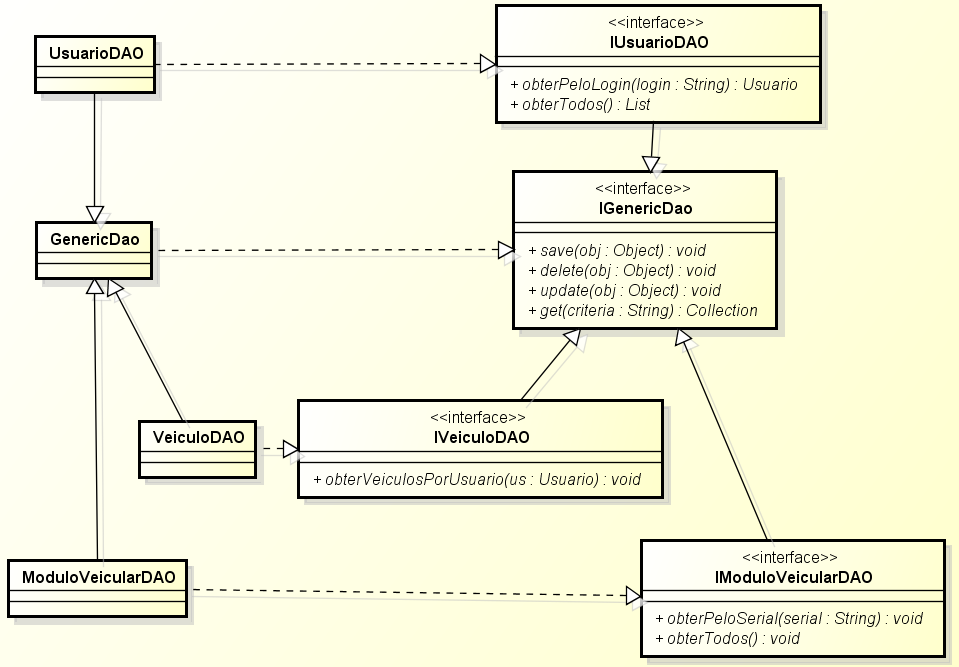 UsuarioDAO
<<interface>>
IUsuarioDAO
+ obterPeloLogin(login : String) : Usuario
+ obterTodos() : List
GenericDao
<<interface>>
IGenericDao
+ save(obj : Object) : void
+ delete(obj : Object) : void
+ update(obj : Object) : void
+ get(criteria : String) : Collection
VeiculoDAO
<<interface>>
IVeiculoDAO
+ obterVeiculosPorUsuario(us : Usuario) : void
ModuloVeicularDAO
<<interface>>
IModuloVeicularDAO
+ obterPeloSerial(serial : String) : void
+ obterTodos() : void